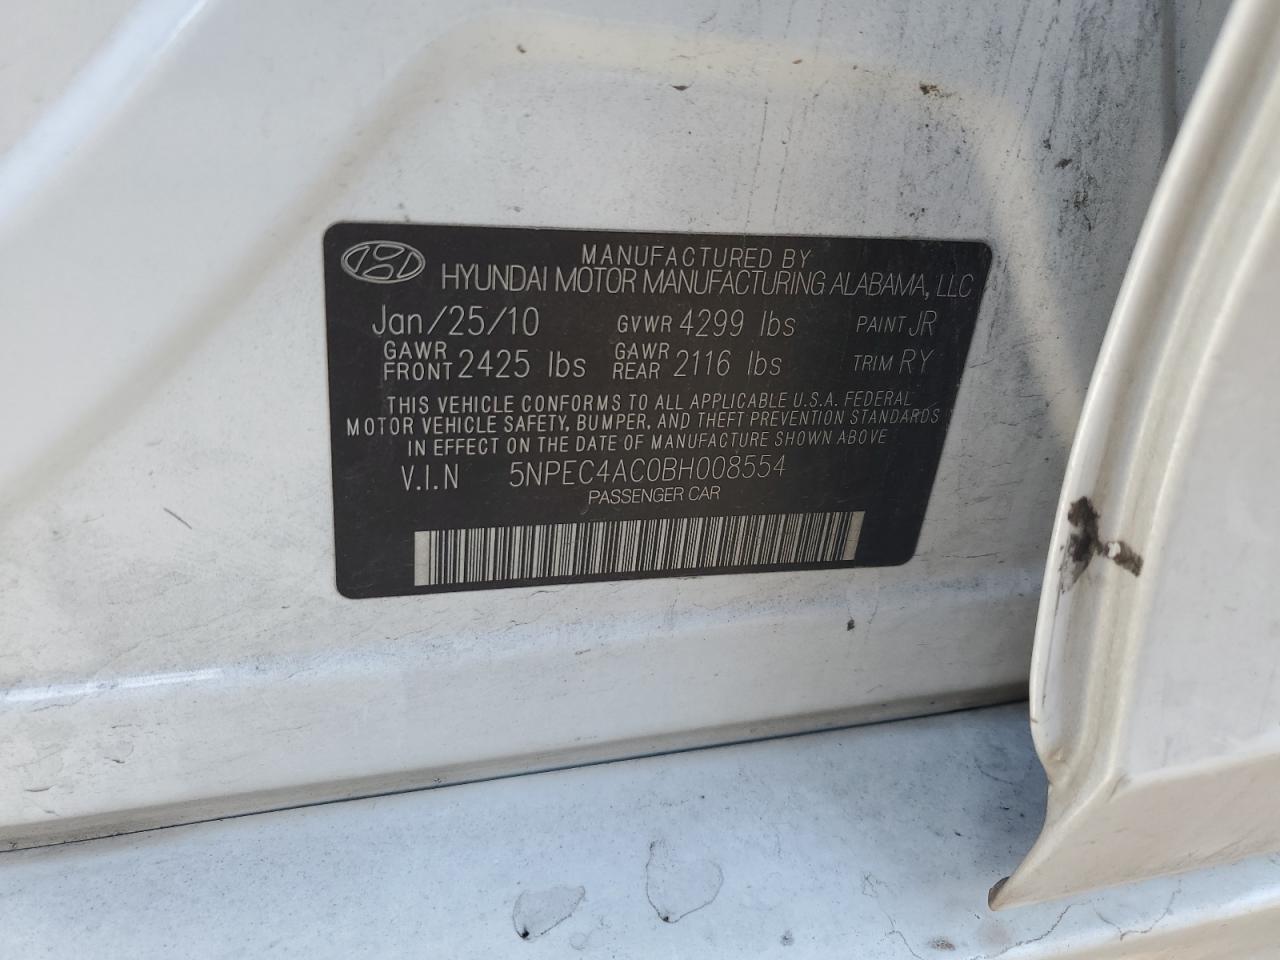 MANUFACTURED BY
HYUNDAI MOTOR MANUFACTURING ALABAMA, LLC
Jan/25/10 GVWR 4299 lbs PAINT JR
GAWR FRONT 2425 lbs GAWR REAR 2116 lbs TRIM RY
THIS VEHICLE CONFORMS TO ALL APPLICABLE U.S.A. FEDERAL
MOTOR VEHICLE SAFETY, BUMPER, AND THEFT PREVENTION STANDARDS
IN EFFECT ON THE DATE OF MANUFACTURE SHOWN ABOVE
V.I.N 5NPEC4AC0BH008554
PASSENGER CAR